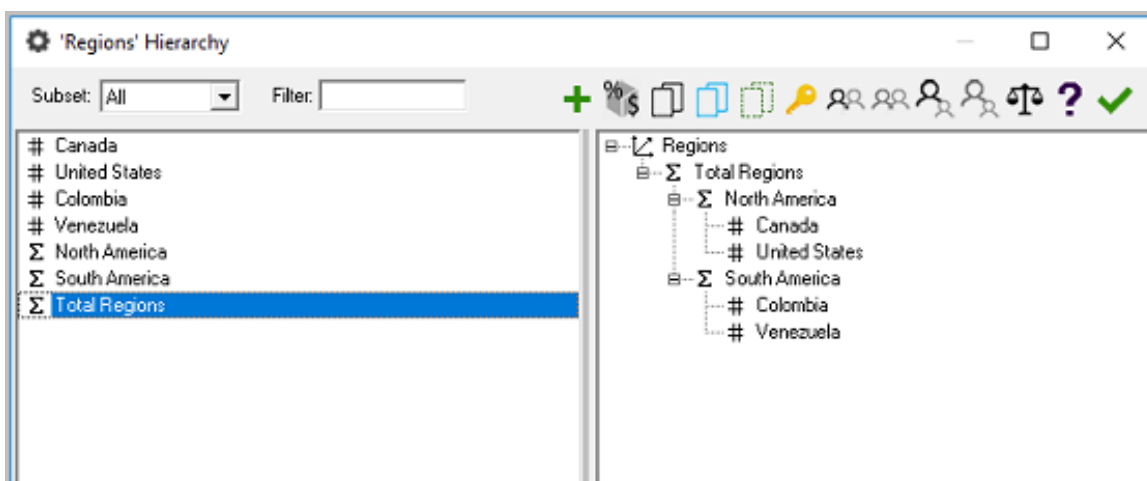 'Regions' Hierarchy
Subset: All Filter:
% $ ?
# Canada
# United States
# Colombia
# Venezuela
Σ North America
Σ South America
Σ Total Regions
Regions
Σ Total Regions
Σ North America
# Canada
# United States
Σ South America
# Colombia
# Venezuela